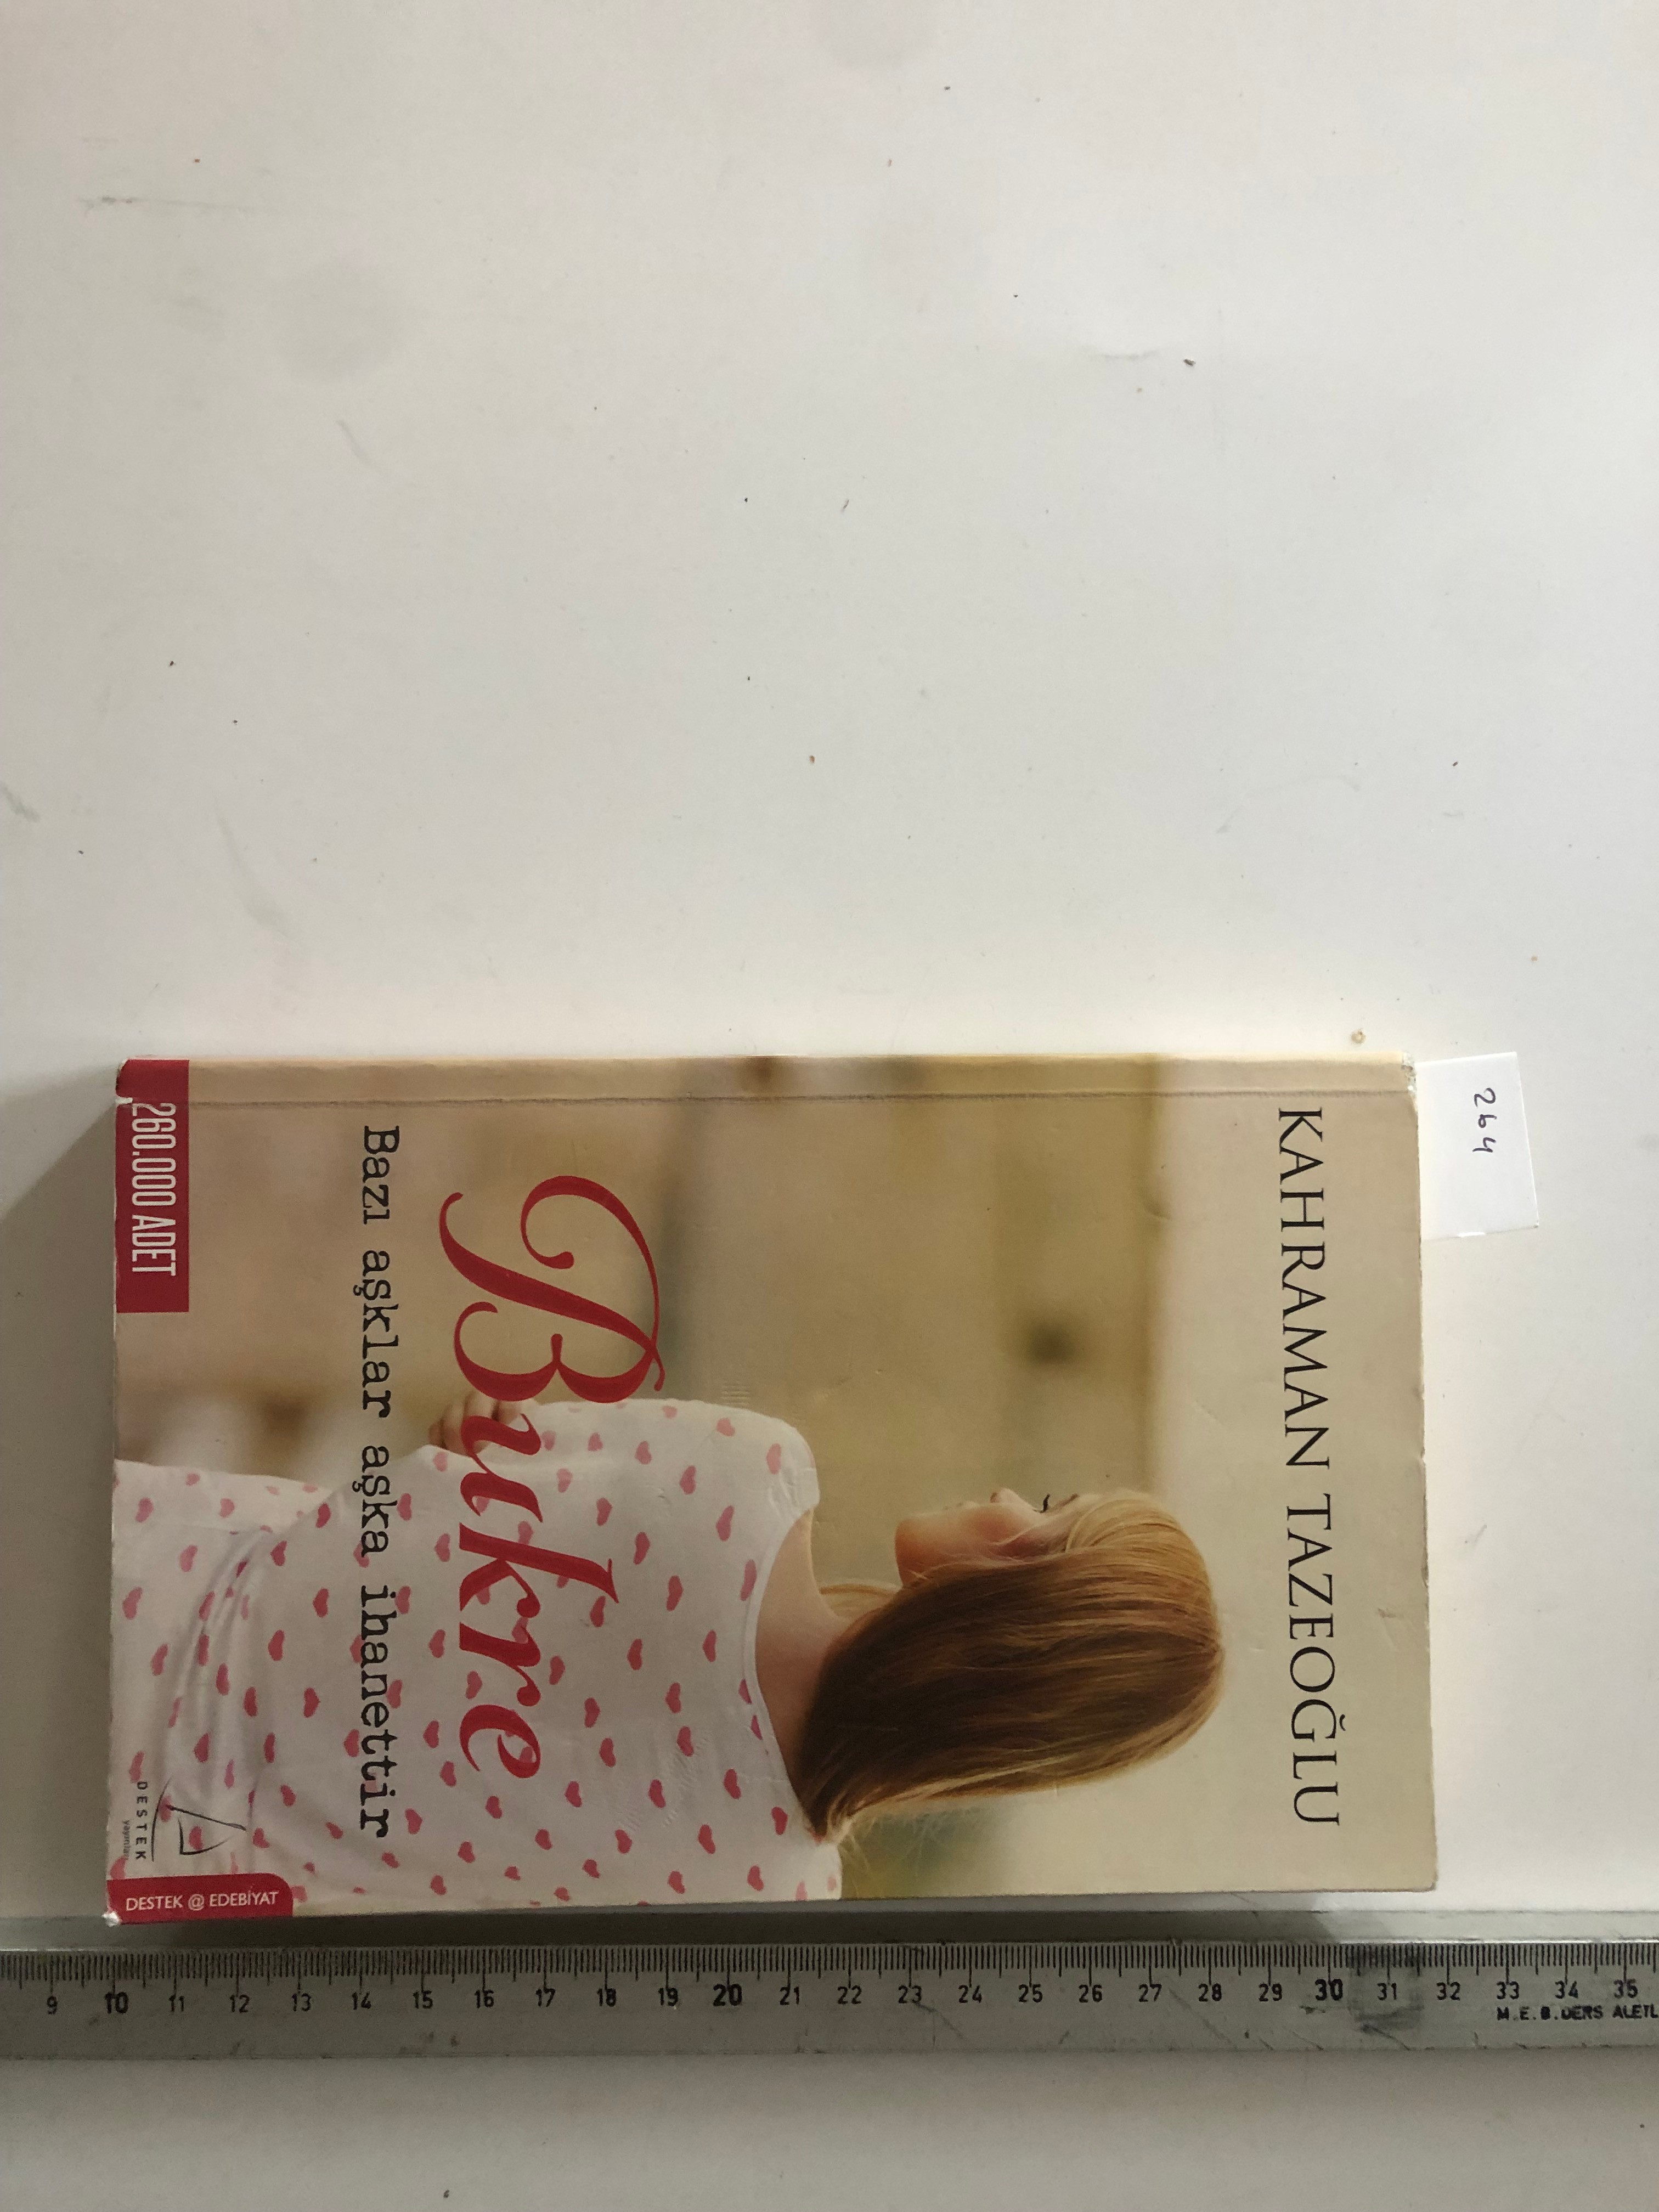 264
KAHRAMAN TAZEOĞLU
Bukre
Bazı aşklar aşka ihanettir
260.000 ADET
DESTEK
yayınları
DESTEK @ EDEBİYAT
9 10 11 12 13 14 15 16 17 18 19 20 21 22 23 24 25 26 27 28 29 30 31 32 33 34 35
M.E.B. DERS ALETL